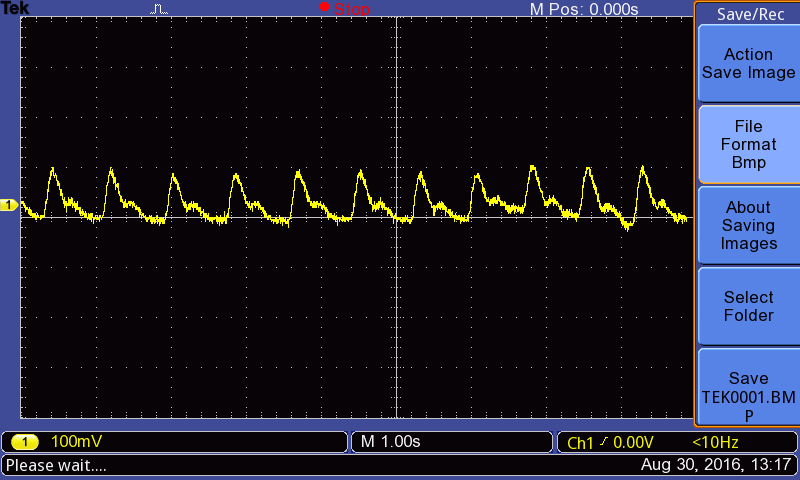 Tek
Stop
M Pos: 0.000s
Save/Rec
Action
Save Image
File
Format
Bmp
About
Saving
Images
Select
Folder
Save
TEK0001.BM
P
1
1 100mV
M 1.00s
Ch1 0.00V <10Hz
Please wait....
Aug 30, 2016, 13:17